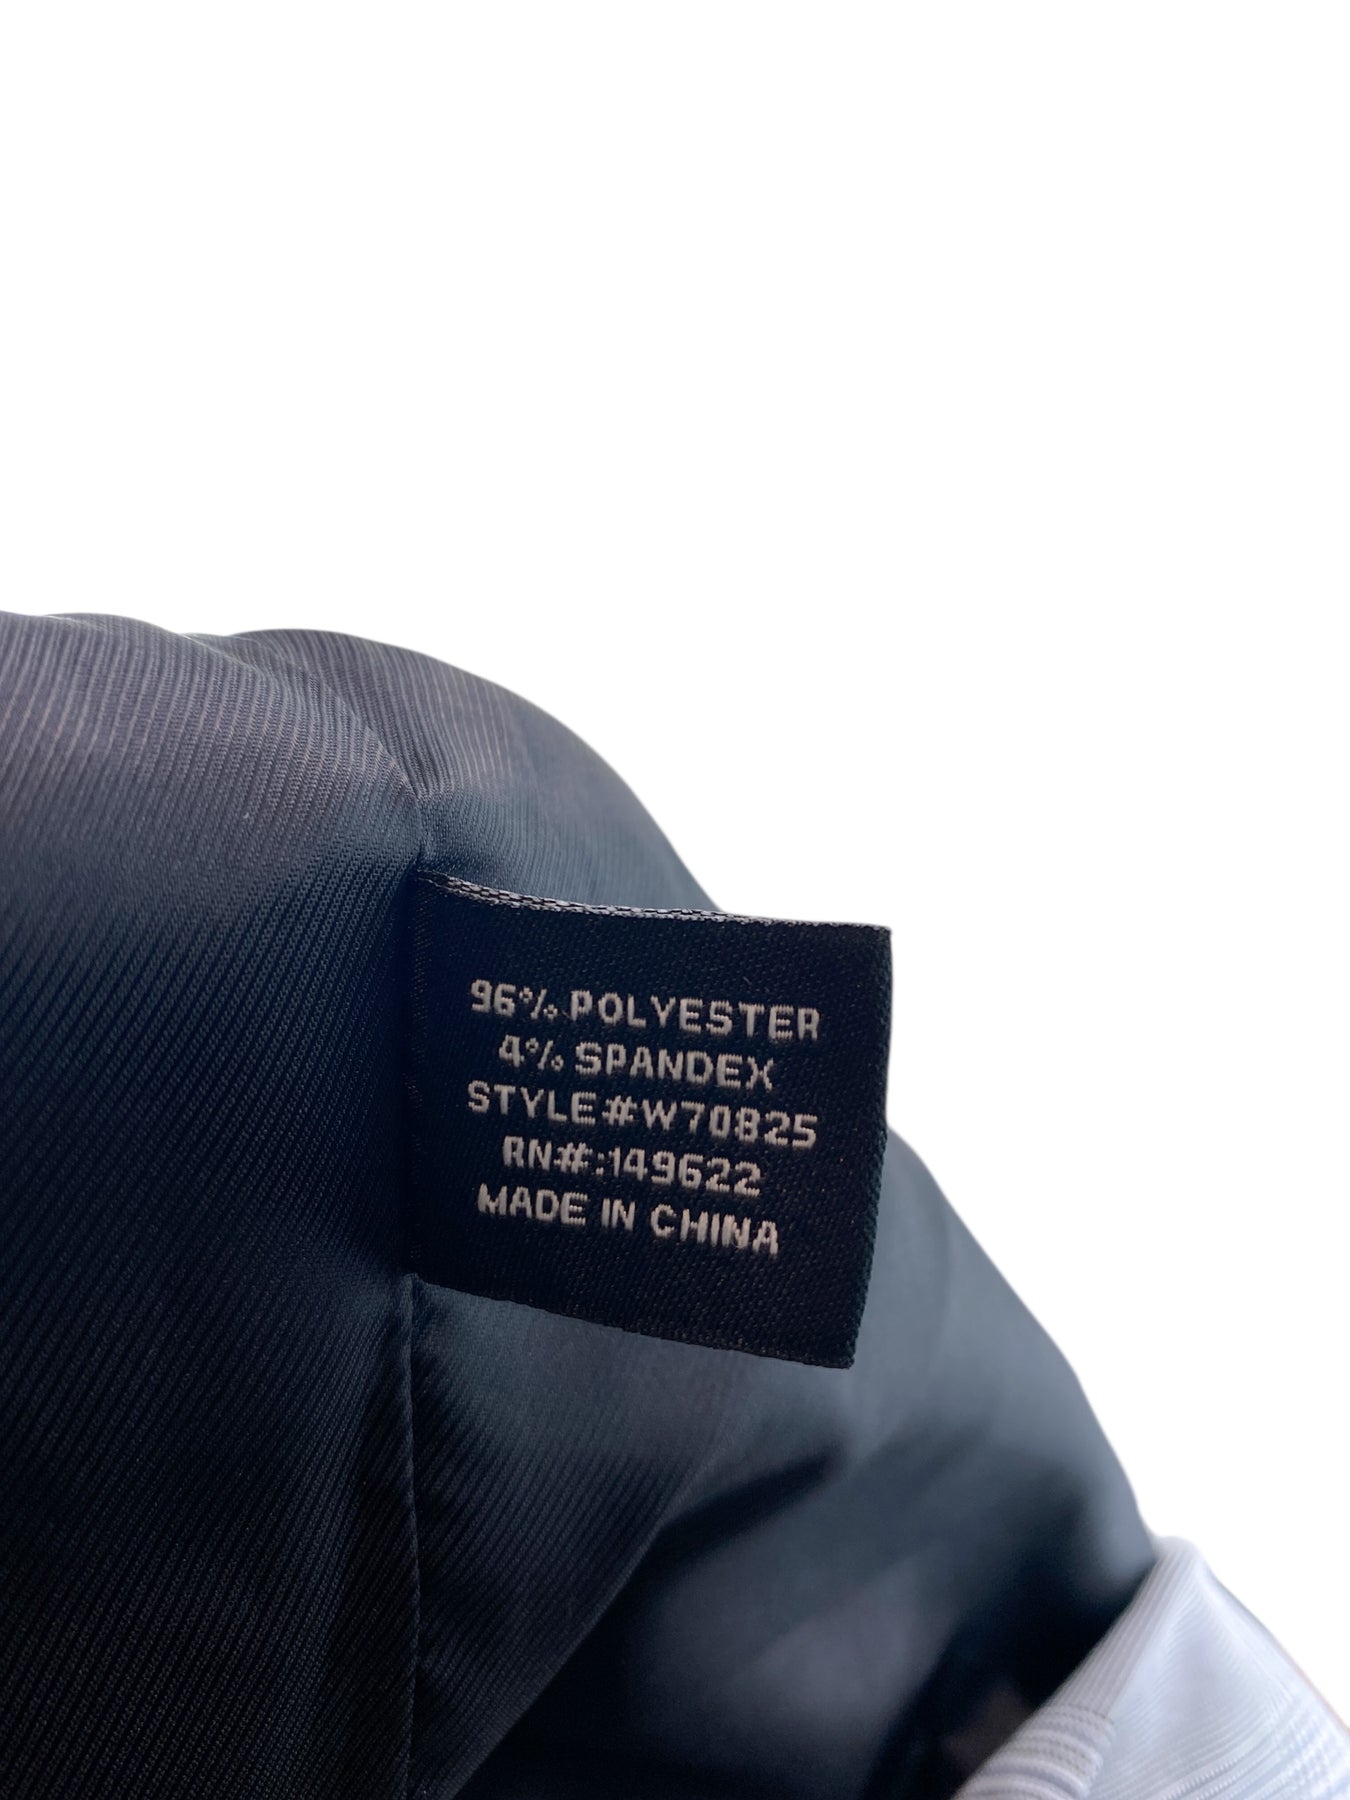 96% POLYESTER
4% SPANDEX
STYLE#W70825
RN#:149622
MADE IN CHINA